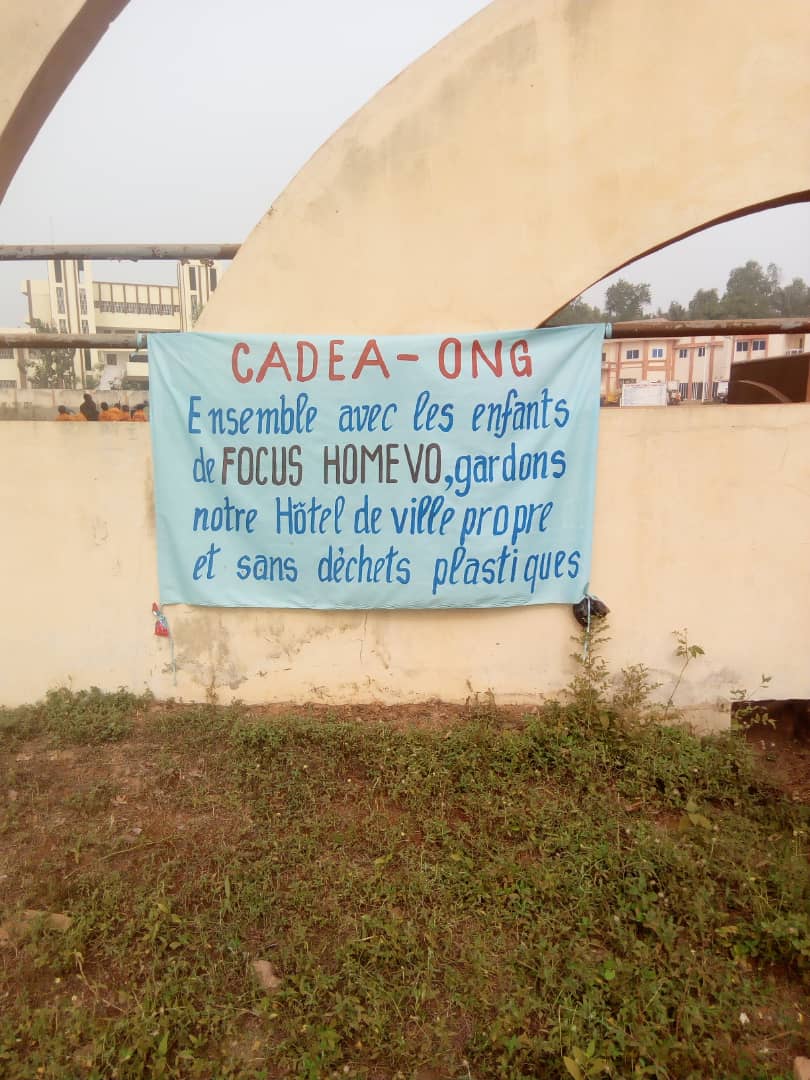 CADEA-ONG
Ensemble avec les enfants
de FOCUS HOMEVO, gardons
notre Hôtel de ville propre
et sans déchets plastiques